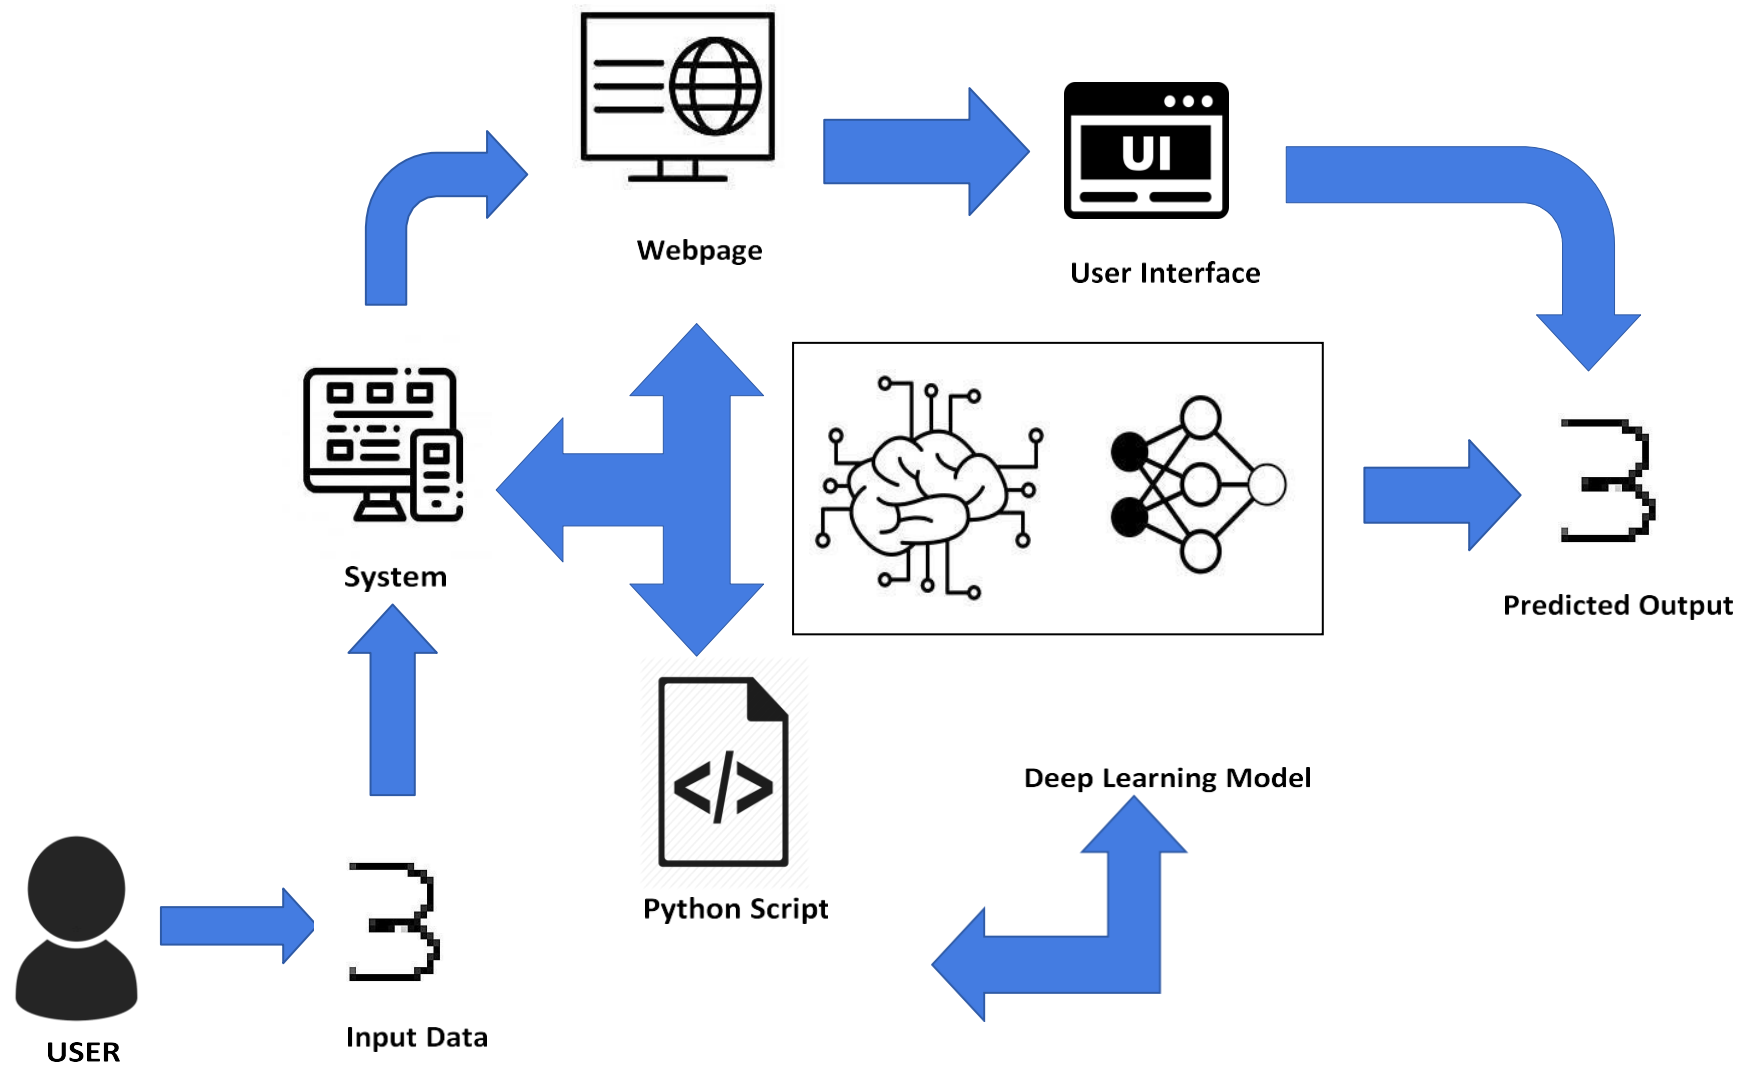 UI
Webpage
User Interface
System
Predicted Output
Deep Learning Model
</>
Python Script
3
3
Input Data
USER